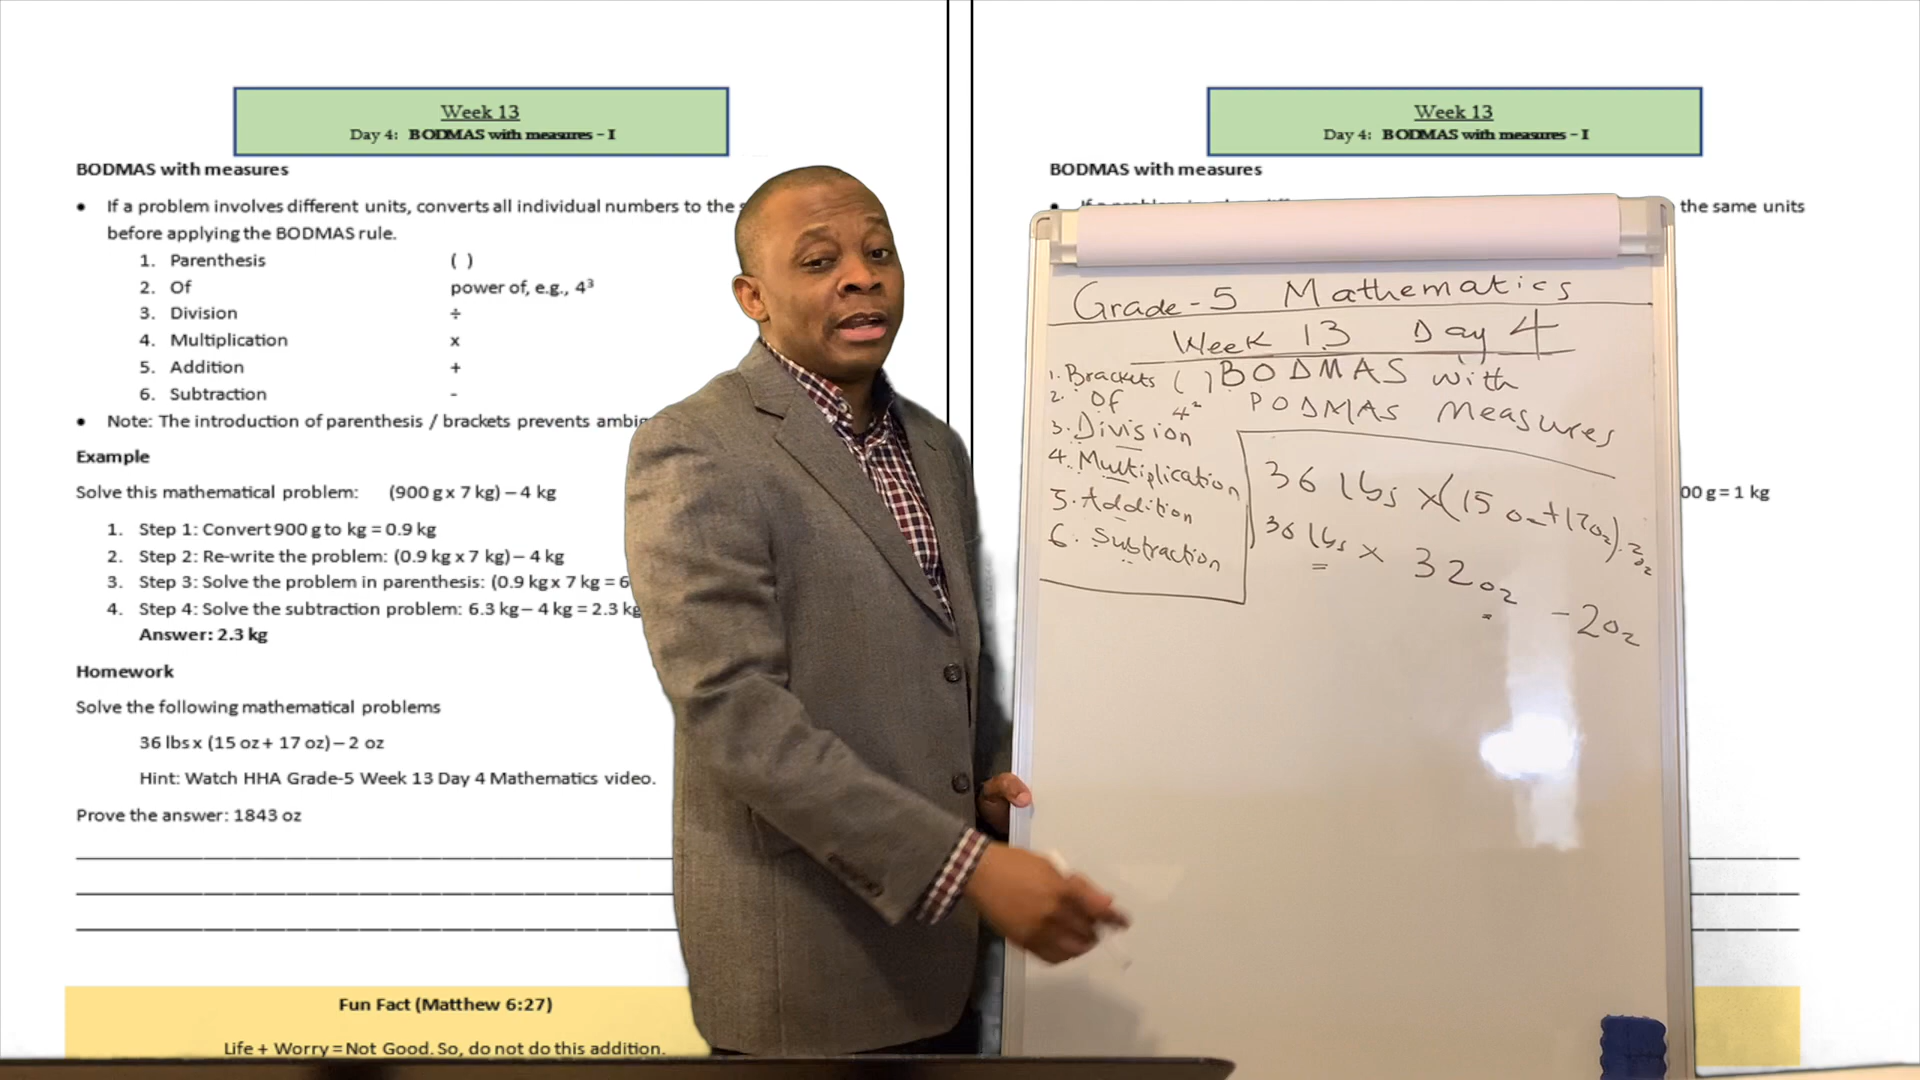 Week 13
Day 4: BODMAS with measures – I
BODMAS with measures
• If a problem involves different units, converts all individual numbers to the
before applying the BODMAS rule.
1. Parenthesis ( )
2. Of power of, e.g., 4³
3. Division ÷
4. Multiplication x
5. Addition +
6. Subtraction -
• Note: The introduction of parenthesis / brackets prevents
Example
Solve this mathematical problem: (900 g x 7 kg) – 4 kg
1. Step 1: Convert 900 g to kg = 0.9 kg
2. Step 2: Re-write the problem: (0.9 kg x 7 kg) – 4 kg
3. Step 3: Solve the problem in parenthesis: (0.9 kg x 7 kg = 6
4. Step 4: Solve the subtraction problem: 6.3 kg – 4 kg = 2.3 kg
Answer: 2.3 kg
Homework
Solve the following mathematical problems
36 lbs x (15 oz + 17 oz) – 2 oz
Hint: Watch HHA Grade-5 Week 13 Day 4 Mathematics video.
Prove the answer: 1843 oz
Fun Fact (Matthew 6:27)
Life + Worry = Not Good. So, do not do this addition.
Week 13
Day 4: BODMAS with measures – I
BODMAS with measures
the same units
00 g = 1 kg
Grade-5 Mathematics
Week 13 Day 4
BODMAS with
PODMAS Measures
1. Brackets ( )
2. Of 4²
3. Division
4. Multiplication
5. Addition
6. Subtraction
36 lbs x (15 oz + 17 oz) - 2 oz
36 lbs x 32 oz - 2 oz